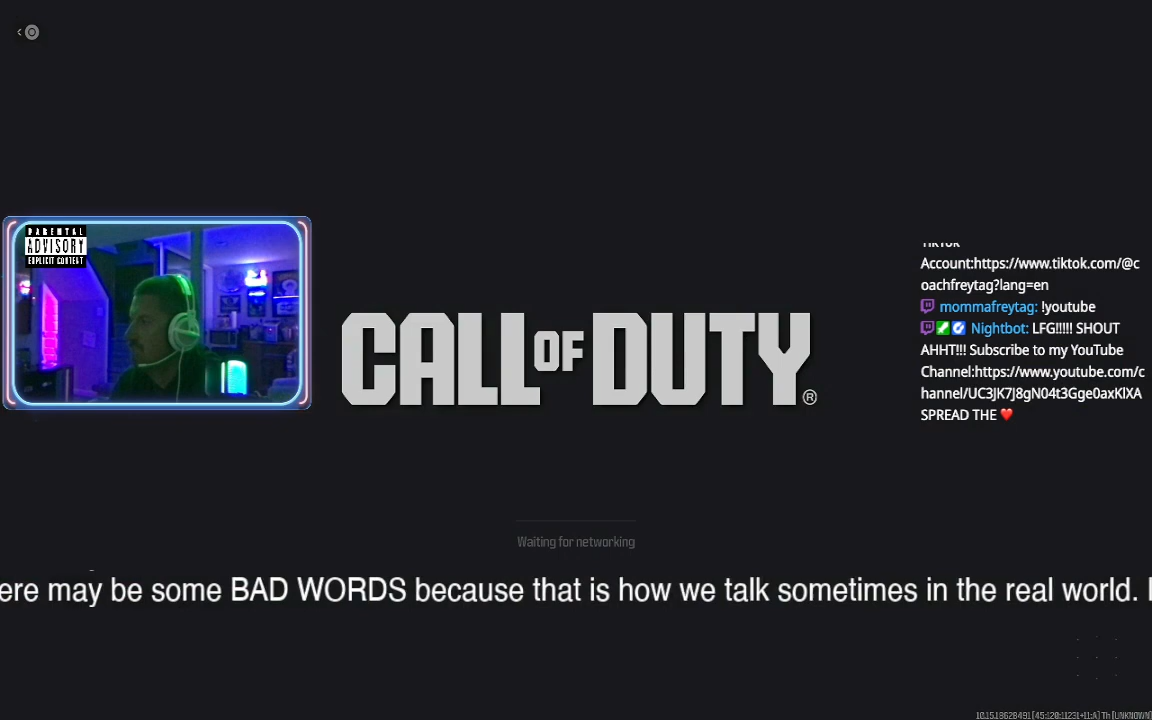 PARENTAL
ADVISORY
EXPLICIT CONTENT
CALL OF DUTY®
Account:https://www.tiktok.com/@c
oachfreytag?lang=en
mommafreytag: !youtube
Nightbot: LFG!!!!! SHOUT
AHHT!!! Subscribe to my YouTube
Channel:https://www.youtube.com/c
hannel/UC3JK7J8gN04t3Gge0axKlXA
SPREAD THE ❤️
Waiting for networking
ere may be some BAD WORDS because that is how we talk sometimes in the real world.